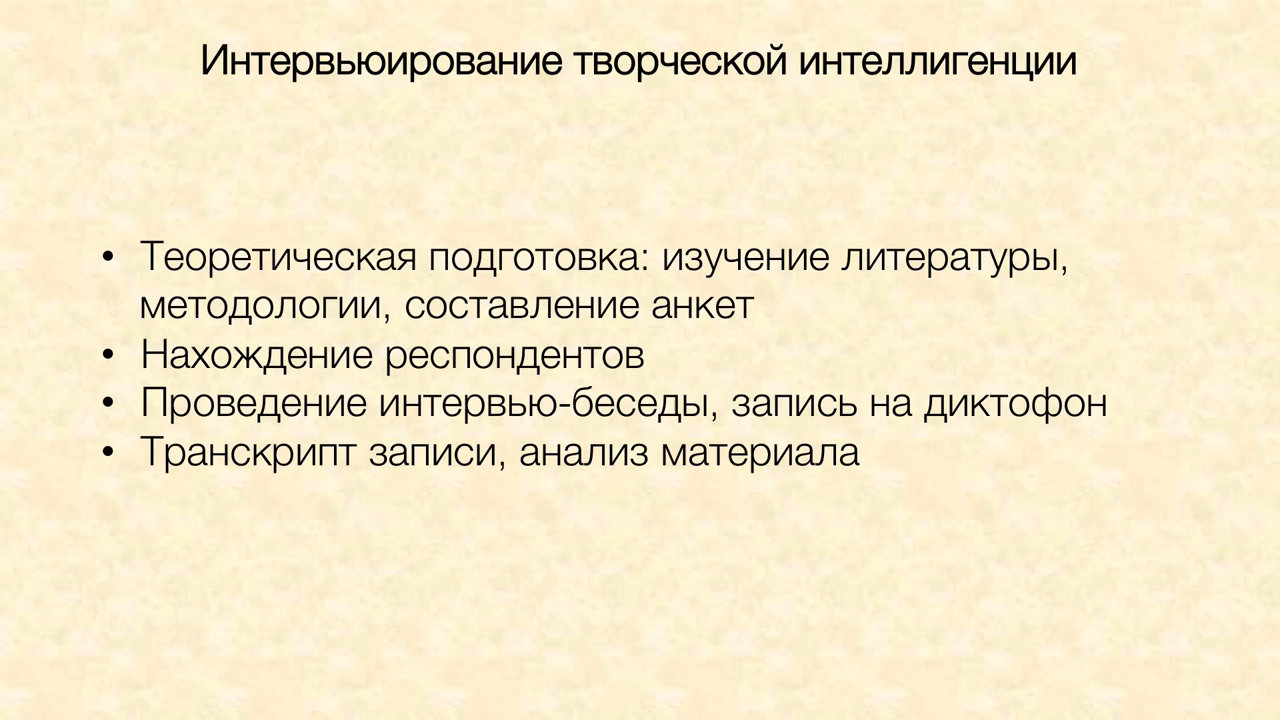 Интервьюирование творческой интеллигенции
• Теоретическая подготовка: изучение литературы,
методологии, составление анкет
• Нахождение респондентов
• Проведение интервью-беседы, запись на диктофон
• Транскрипт записи, анализ материала